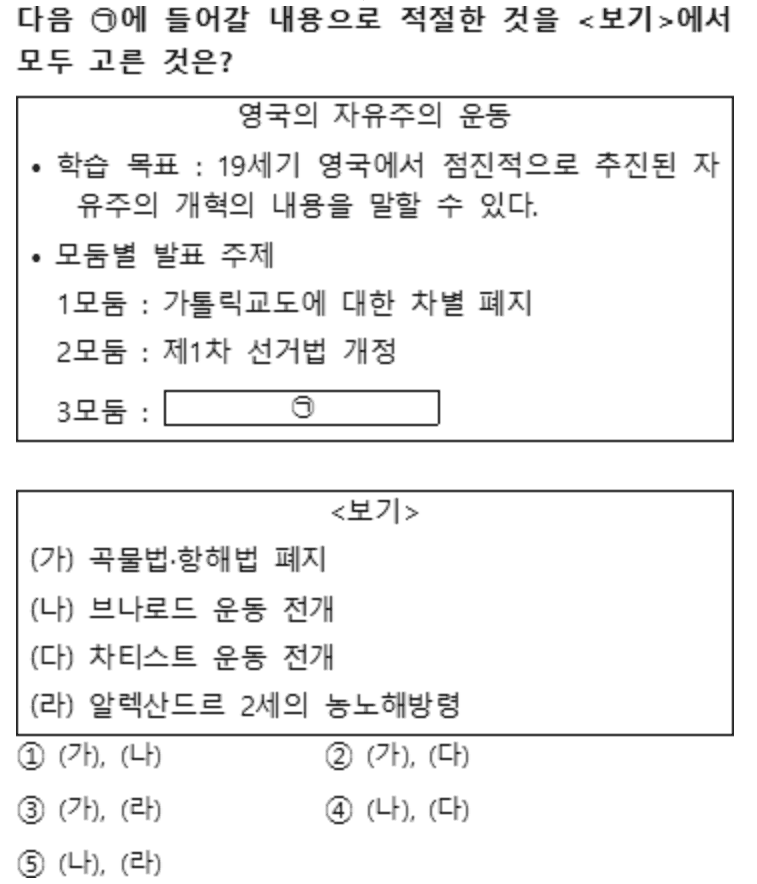 다음 ㉠에 들어갈 내용으로 적절한 것을 <보기>에서
모두 고른 것은?
영국의 자유주의 운동
• 학습 목표 : 19세기 영국에서 점진적으로 추진된 자
유주의 개혁의 내용을 말할 수 있다.
• 모둠별 발표 주제
1모둠 : 가톨릭교도에 대한 차별 폐지
2모둠 : 제1차 선거법 개정
3모둠 : ㉠
<보기>
(가) 곡물법·항해법 폐지
(나) 브나로드 운동 전개
(다) 차티스트 운동 전개
(라) 알렉산드르 2세의 농노해방령
① (가), (나) ② (가), (다)
③ (가), (라) ④ (나), (다)
⑤ (나), (라)